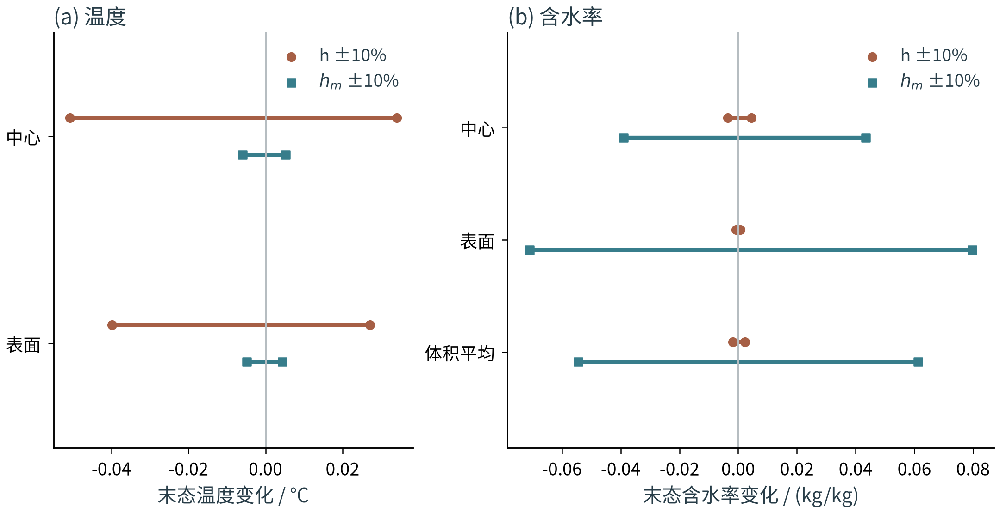 (a) 温度
h ±10%
hm ±10%
中心
表面
-0.04 -0.02 0.00 0.02
末态温度变化 / °C
(b) 含水率
h ±10%
hm ±10%
中心
表面
体积平均
-0.06 -0.04 -0.02 0.00 0.02 0.04 0.06 0.08
末态含水率变化 / (kg/kg)